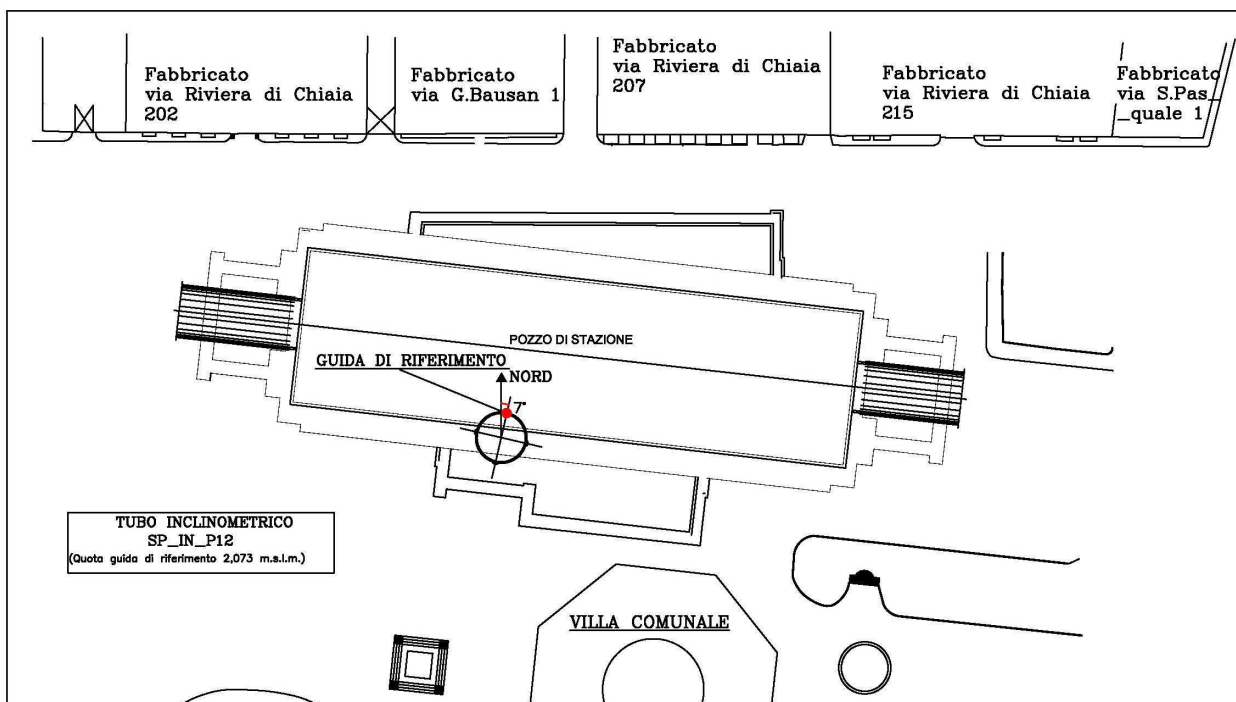 Fabbricato
via Riviera di Chiaia
202
Fabbricato
via G.Bausan 1
Fabbricato
via Riviera di Chiaia
207
Fabbricato
via Riviera di Chiaia
215
Fabbricato
via S.Pas_
_quale 1
POZZO DI STAZIONE
GUIDA DI RIFERIMENTO
NORD
7°
TUBO INCLINOMETRICO
SP_IN_P12
(Quota guida di riferimento 2,073 m.s.l.m.)
VILLA COMUNALE